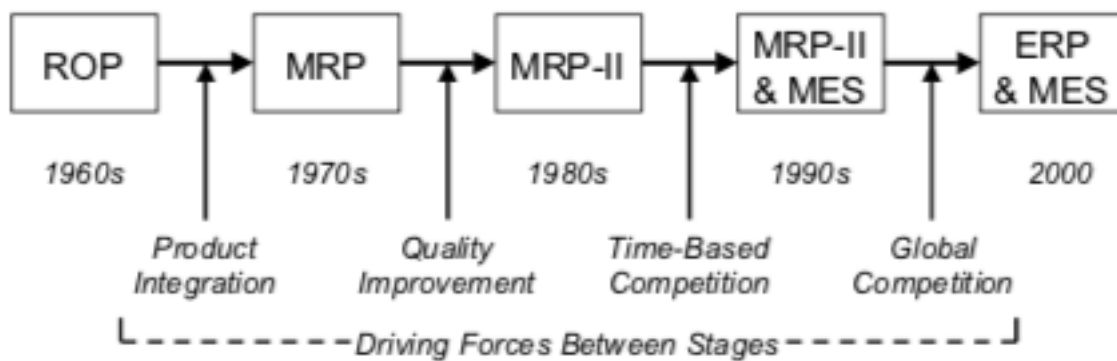 ROP
MRP
MRP-II
MRP-II
& MES
ERP
& MES
1960s
1970s
1980s
1990s
2000
Product
Integration
Quality
Improvement
Time-Based
Competition
Global
Competition
Driving Forces Between Stages